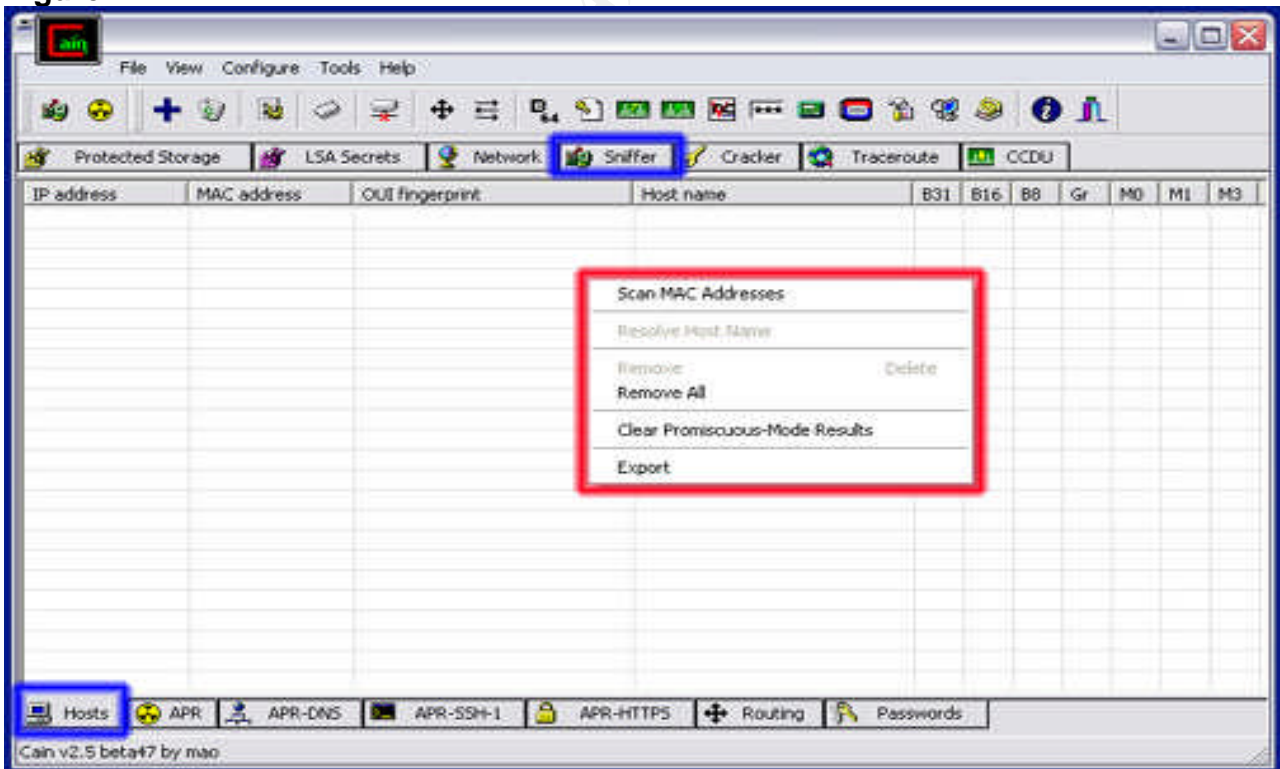 ain
File View Configure Tools Help
Protected Storage LSA Secrets Network Sniffer Cracker Traceroute CCDU
IP address MAC address OUI fingerprint Host name B31 B16 B8 Gr M0 M1 M3
Scan MAC Addresses
Resolve Host Name
Remove Delete
Remove All
Clear Promiscuous-Mode Results
Export
Hosts APR APR-DNS APR-SSH-1 APR-HTTPS Routing Passwords
Cain v2.5 beta47 by mao